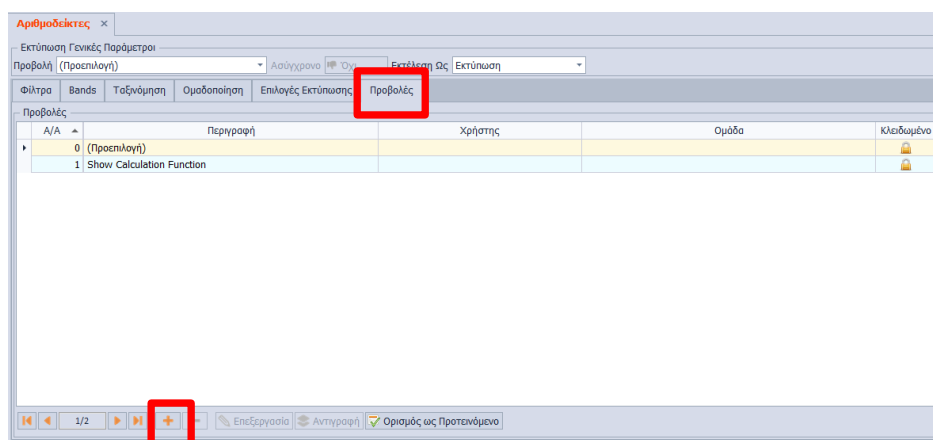 Αριθμοδείκτες ×
Εκτύπωση Γενικές Παράμετροι
Προβολή (Προεπιλογή) Ασύγχρονο Όχι Εκτέλεση Ως Εκτύπωση
Φίλτρα Bands Ταξινόμηση Ομαδοποίηση Επιλογές Εκτύπωσης Προβολές
Προβολές
Α/Α Περιγραφή Χρήστης Ομάδα Κλειδωμένο
0 (Προεπιλογή)
1 Show Calculation Function
1/2 Επεξεργασία Αντιγραφή Ορισμός ως Προτεινόμενο